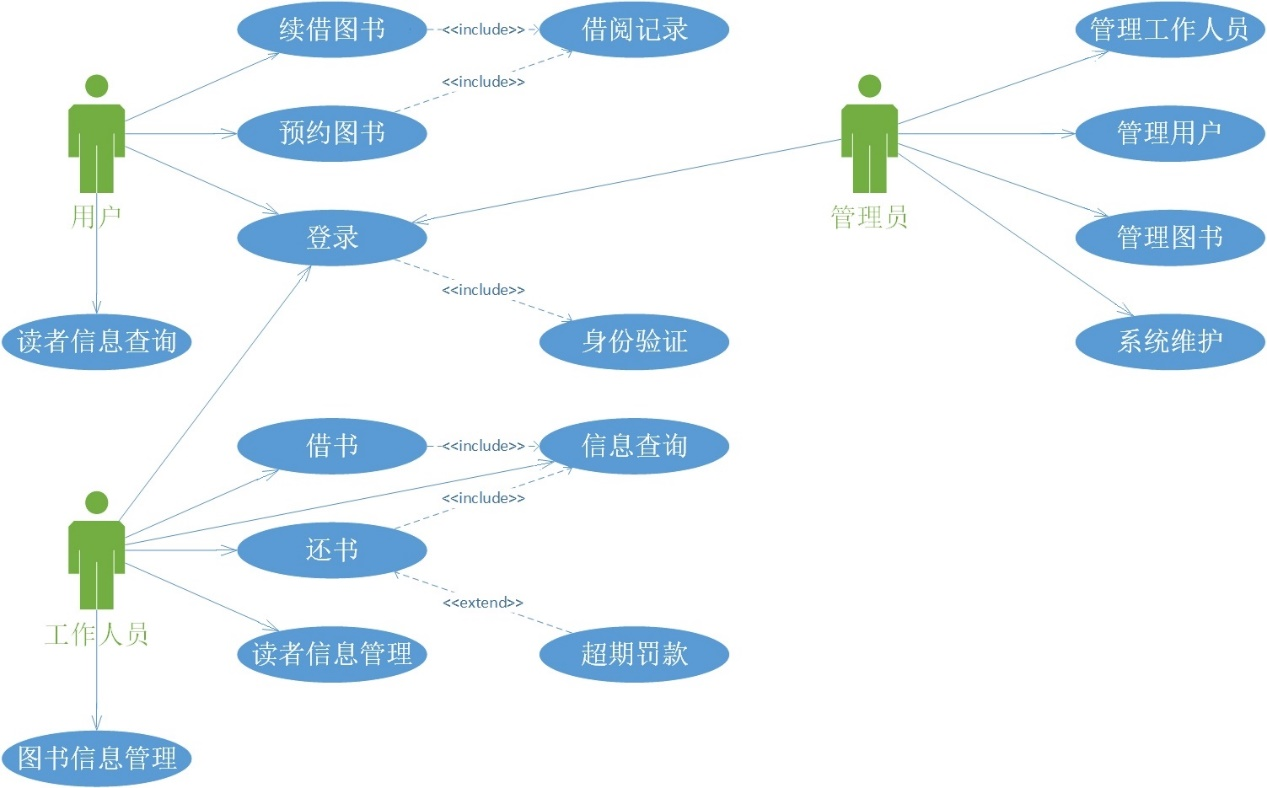 续借图书
<<include>>
借阅记录
管理工作人员
<<include>>
预约图书
管理用户
用户
管理员
登录
管理图书
<<include>>
读者信息查询
身份验证
系统维护
借书
<<include>>
信息查询
<<include>>
还书
<<extend>>
工作人员
读者信息管理
超期罚款
图书信息管理